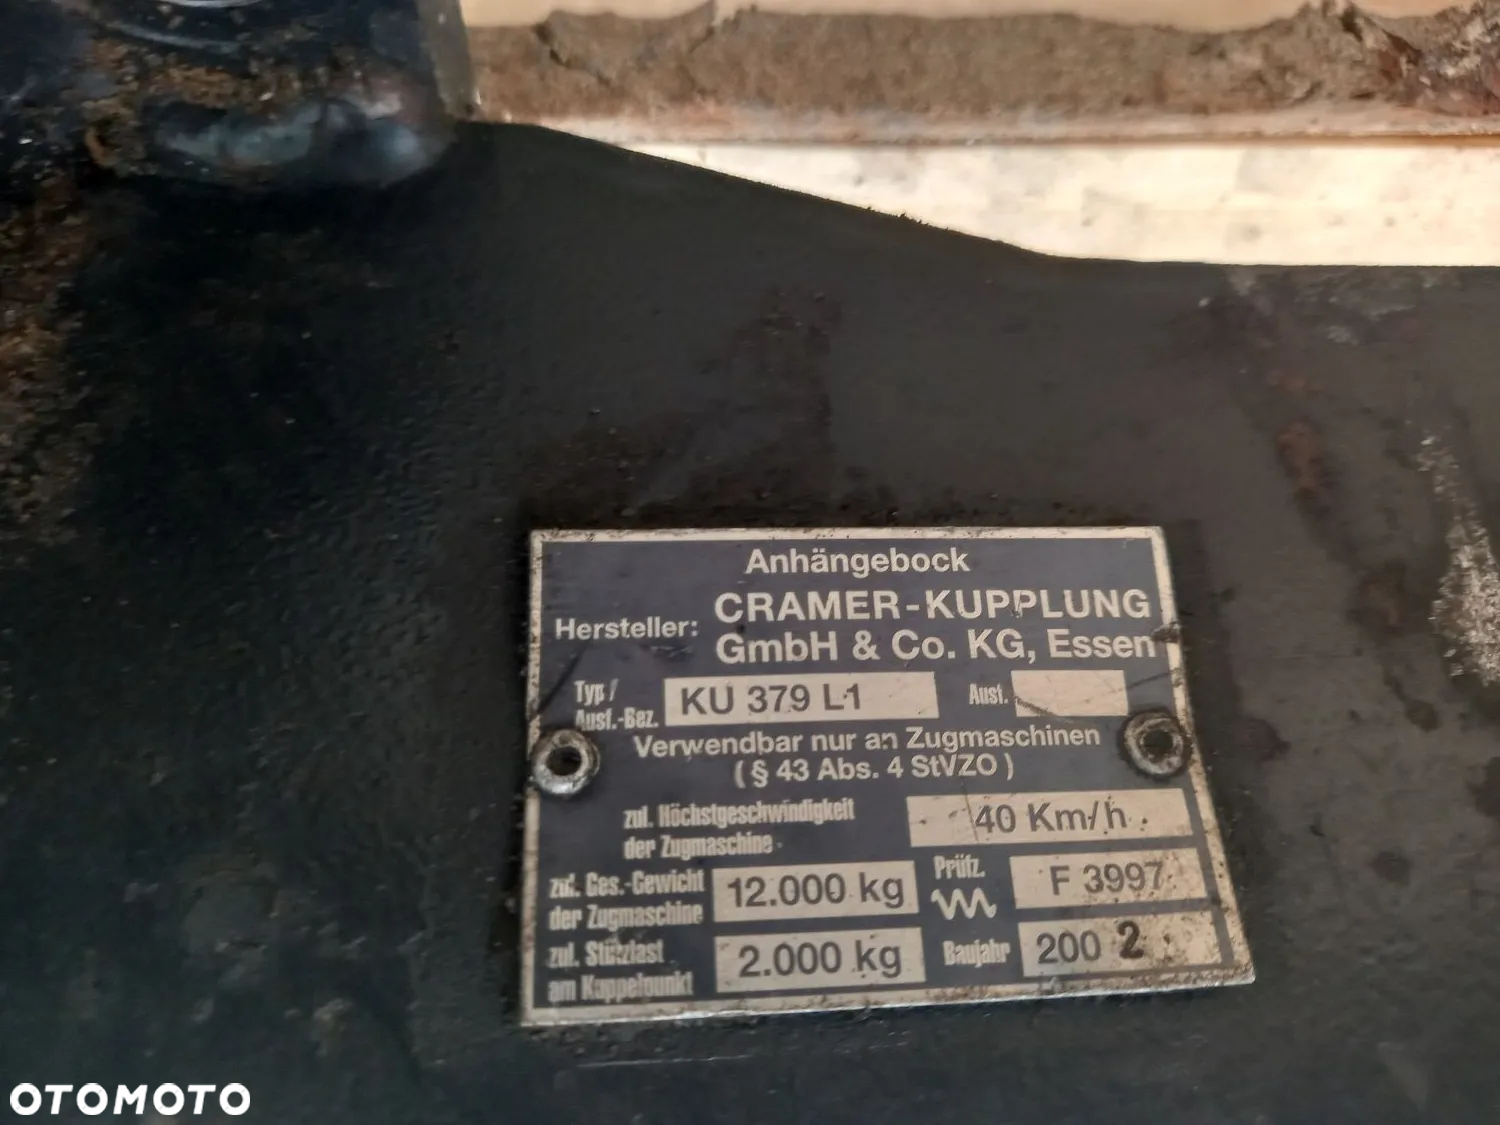 Anhängebock
Hersteller: CRAMER-KUPPLUNG
GmbH & Co. KG, Essen
Typ / Ausf.-Bez. KU 379 L1 Ausf.
Verwendbar nur an Zugmaschinen
( § 43 Abs. 4 StVZO )
zul. Höchstgeschwindigkeit
der Zugmaschine 40 Km/h
zul. Ges.-Gewicht
der Zugmaschine 12.000 kg Prüfz. F 3997
zul. Stützlast
am Kuppelpunkt 2.000 kg Baujahr 200 2
OTOMOTO